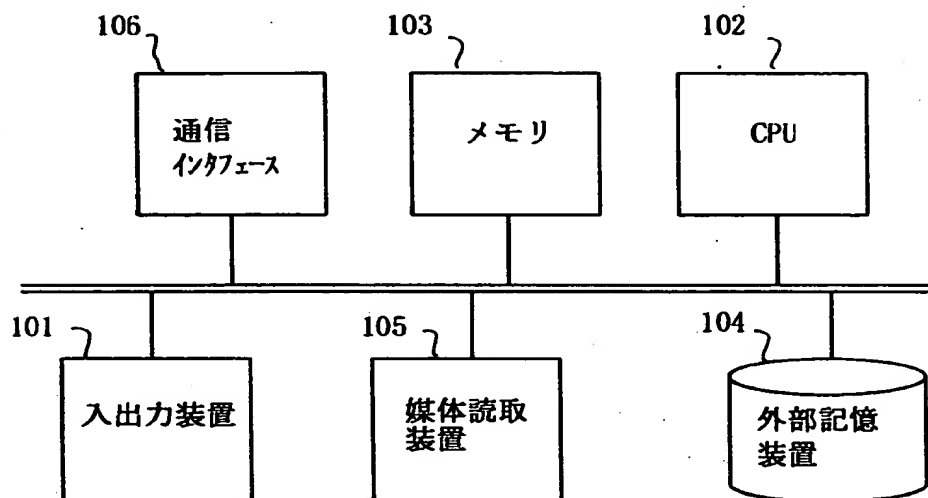 106
103
102
通信
インタフェース
メモリ
CPU
101
105
104
入出力装置
媒体読取
装置
外部記憶
装置